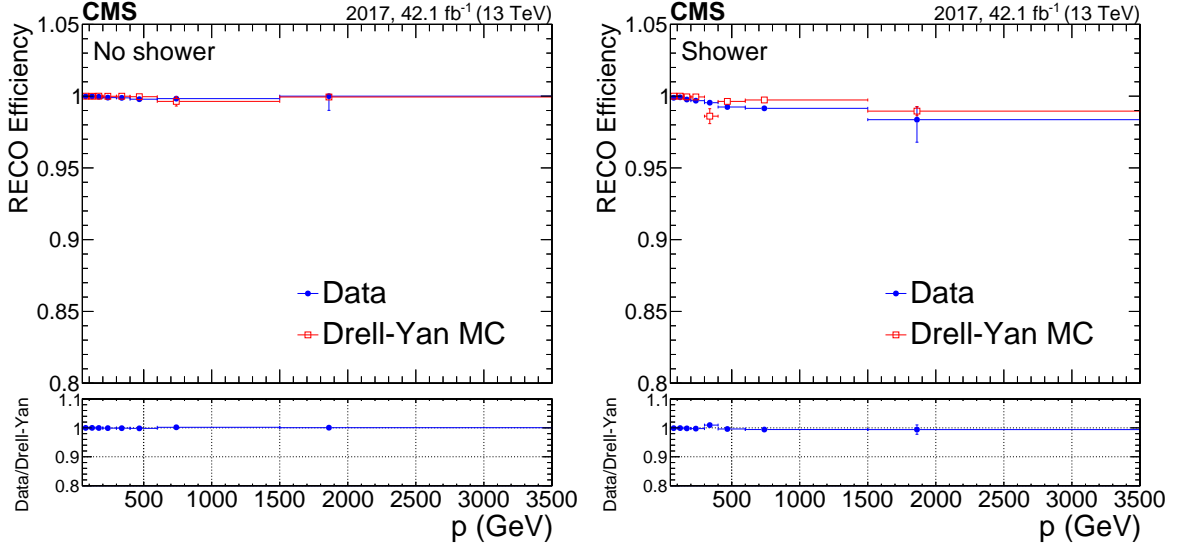 CMS 2017, 42.1 fb⁻¹ (13 TeV)
No shower
RECO Efficiency
1.05
1
0.95
0.9
0.85
0.8
Data
Drell-Yan MC
Data/Drell-Yan
1.1
1
0.9
0.8
500 1000 1500 2000 2500 3000 3500
p (GeV)
CMS 2017, 42.1 fb⁻¹ (13 TeV)
Shower
RECO Efficiency
1.05
1
0.95
0.9
0.85
0.8
Data
Drell-Yan MC
Data/Drell-Yan
1.1
1
0.9
0.8
500 1000 1500 2000 2500 3000 3500
p (GeV)